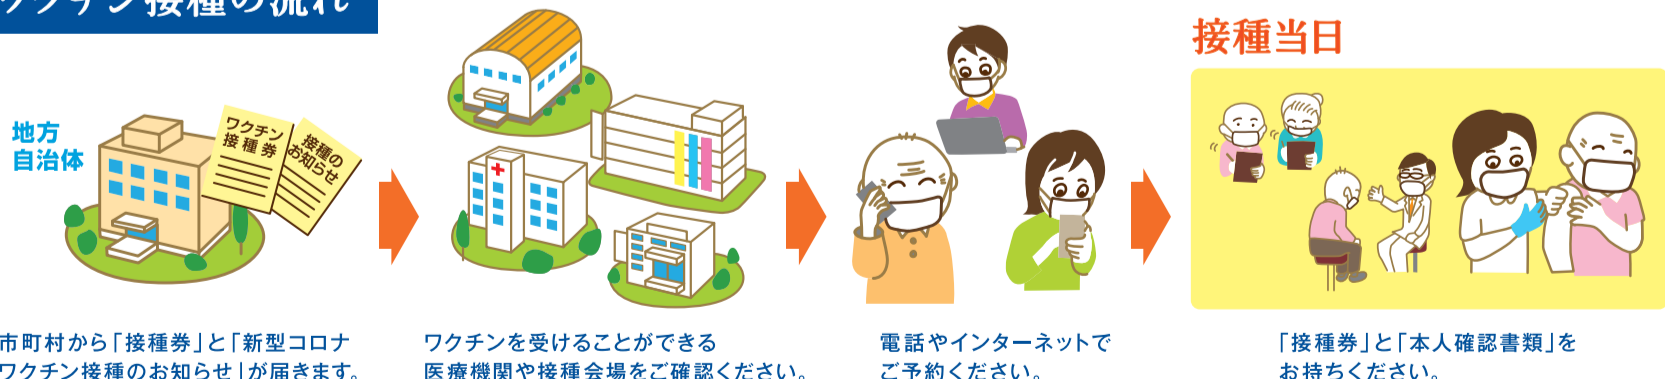 ワクチン接種の流れ
地方
自治体
ワクチン
接種券
接種の
お知らせ
市町村から「接種券」と「新型コロナ
ワクチン接種のお知らせ」が届きます。
ワクチンを受けることができる
医療機関や接種会場をご確認ください。
電話やインターネットで
ご予約ください。
接種当日
「接種券」と「本人確認書類」を
お持ちください。